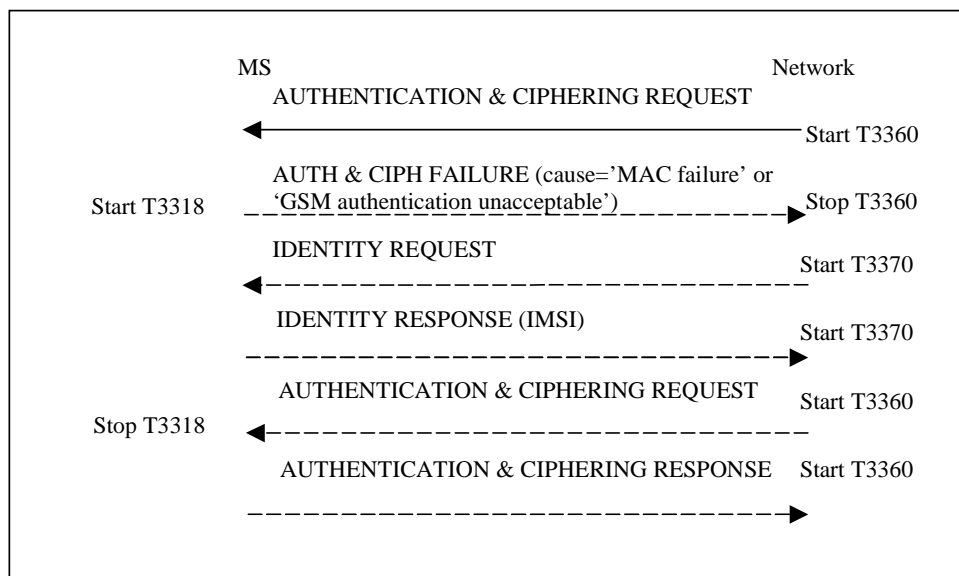 MS Network
AUTHENTICATION & CIPHERING REQUEST
Start T3360
AUTH & CIPH FAILURE (cause=’MAC failure’ or
‘GSM authentication unacceptable’)
Start T3318
Stop T3360
IDENTITY REQUEST
Start T3370
IDENTITY RESPONSE (IMSI)
Start T3370
AUTHENTICATION & CIPHERING REQUEST
Start T3360
Stop T3318
AUTHENTICATION & CIPHERING RESPONSE
Start T3360